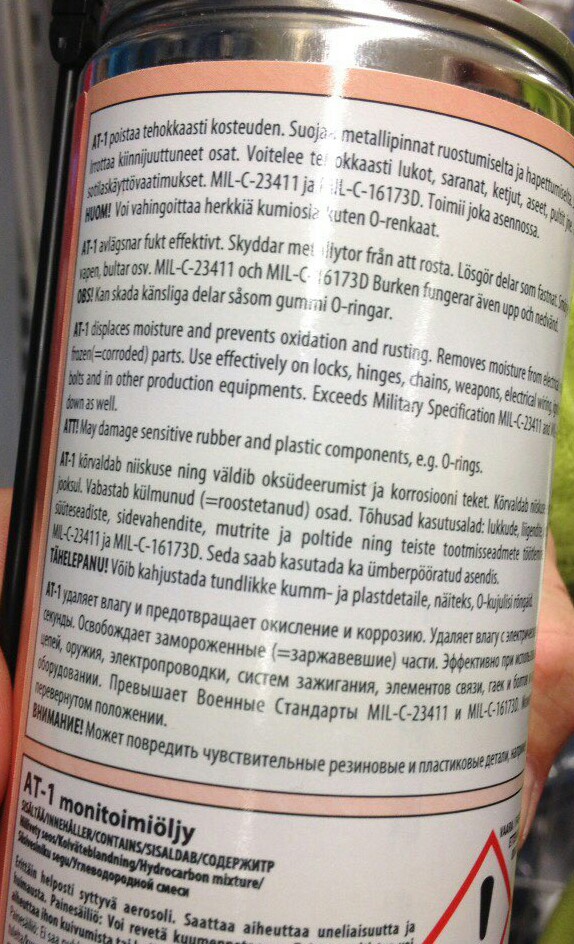 AT-1 poistaa tehokkaasti kosteuden. Suojaa metallipinnat ruostumiselta ja hapettumiselta.
Irrottaa kiinnijuuttuneet osat. Voitelee tehokkaasti lukot, saranat, ketjut, aseet, pultit jne.
sotilaskäyttövaatimukset. MIL-C-23411 ja MIL-C-16173D. Toimii joka asennossa.
HUOM! Voi vahingoittaa herkkiä kumiosia kuten O-renkaat.
AT-1 avlägsnar fukt effektivt. Skyddar metallytor från att rosta. Lösgör delar som fastnat.
vapen, bultar osv. MIL-C-23411 och MIL-C-16173D Burken fungerar även upp och nedvänd.
OBS! Kan skada känsliga delar såsom gummi O-ringar.
AT-1 displaces moisture and prevents oxidation and rusting. Removes moisture from
frozen(=corroded) parts. Use effectively on locks, hinges, chains, weapons, electrical wiring,
bolts and in other production equipments. Exceeds Military Specification MIL-C-23411 and
down as well.
ATT! May damage sensitive rubber and plastic components, e.g. O-rings.
AT-1 kõrvaldab niiskuse ning väldib oksüdeerumist ja korrosiooni teket. Kõrvaldab niiskuse
jooksul. Vabastab külmunud (=roostetanud) osad. Tõhusad kasutusalad: lukkude, liigendite,
süüteseadiste, sidevahendite, mutrite ja poltide ning teiste tootmisseadmete
MIL-C-23411 ja MIL-C-16173D. Seda saab kasutada ka ümberpööratud asendis.
TÄHELEPANU! Võib kahjustada tundlikke kumm- ja plastdetaile, näiteks, O-kujulisi rõngaid.
AT-1 удаляет влагу и предотвращает окисление и коррозию. Удаляет влагу с
секунды. Освобождает замороженные (=заржавевшие) части. Эффективно при
цепей, оружия, электропроводки, систем зажигания, элементов связи, гаек и болтов
оборудовании. Превышает Военные Стандарты MIL-C-23411 и MIL-C-16173D.
перевернутом положении.
ВНИМАНИЕ! Может повредить чувствительные резиновые и пластиковые детали,
AT-1 monitoimiöljy
SISÄLTÄÄ/INNEHÅLLER/CONTAINS/SISALDAB/СОДЕРЖИТР
Hiilivety seos/Kolväteblandning/Hydrocarbon mixture/
Süsivesiniku segu/Углеводородной смеси
Erittäin helposti syttyvä aerosoli. Saattaa aiheuttaa uneliaisuutta ja
huimausta. Painesäiliö: Voi revetä
aiheuttaa ihon kuivumista